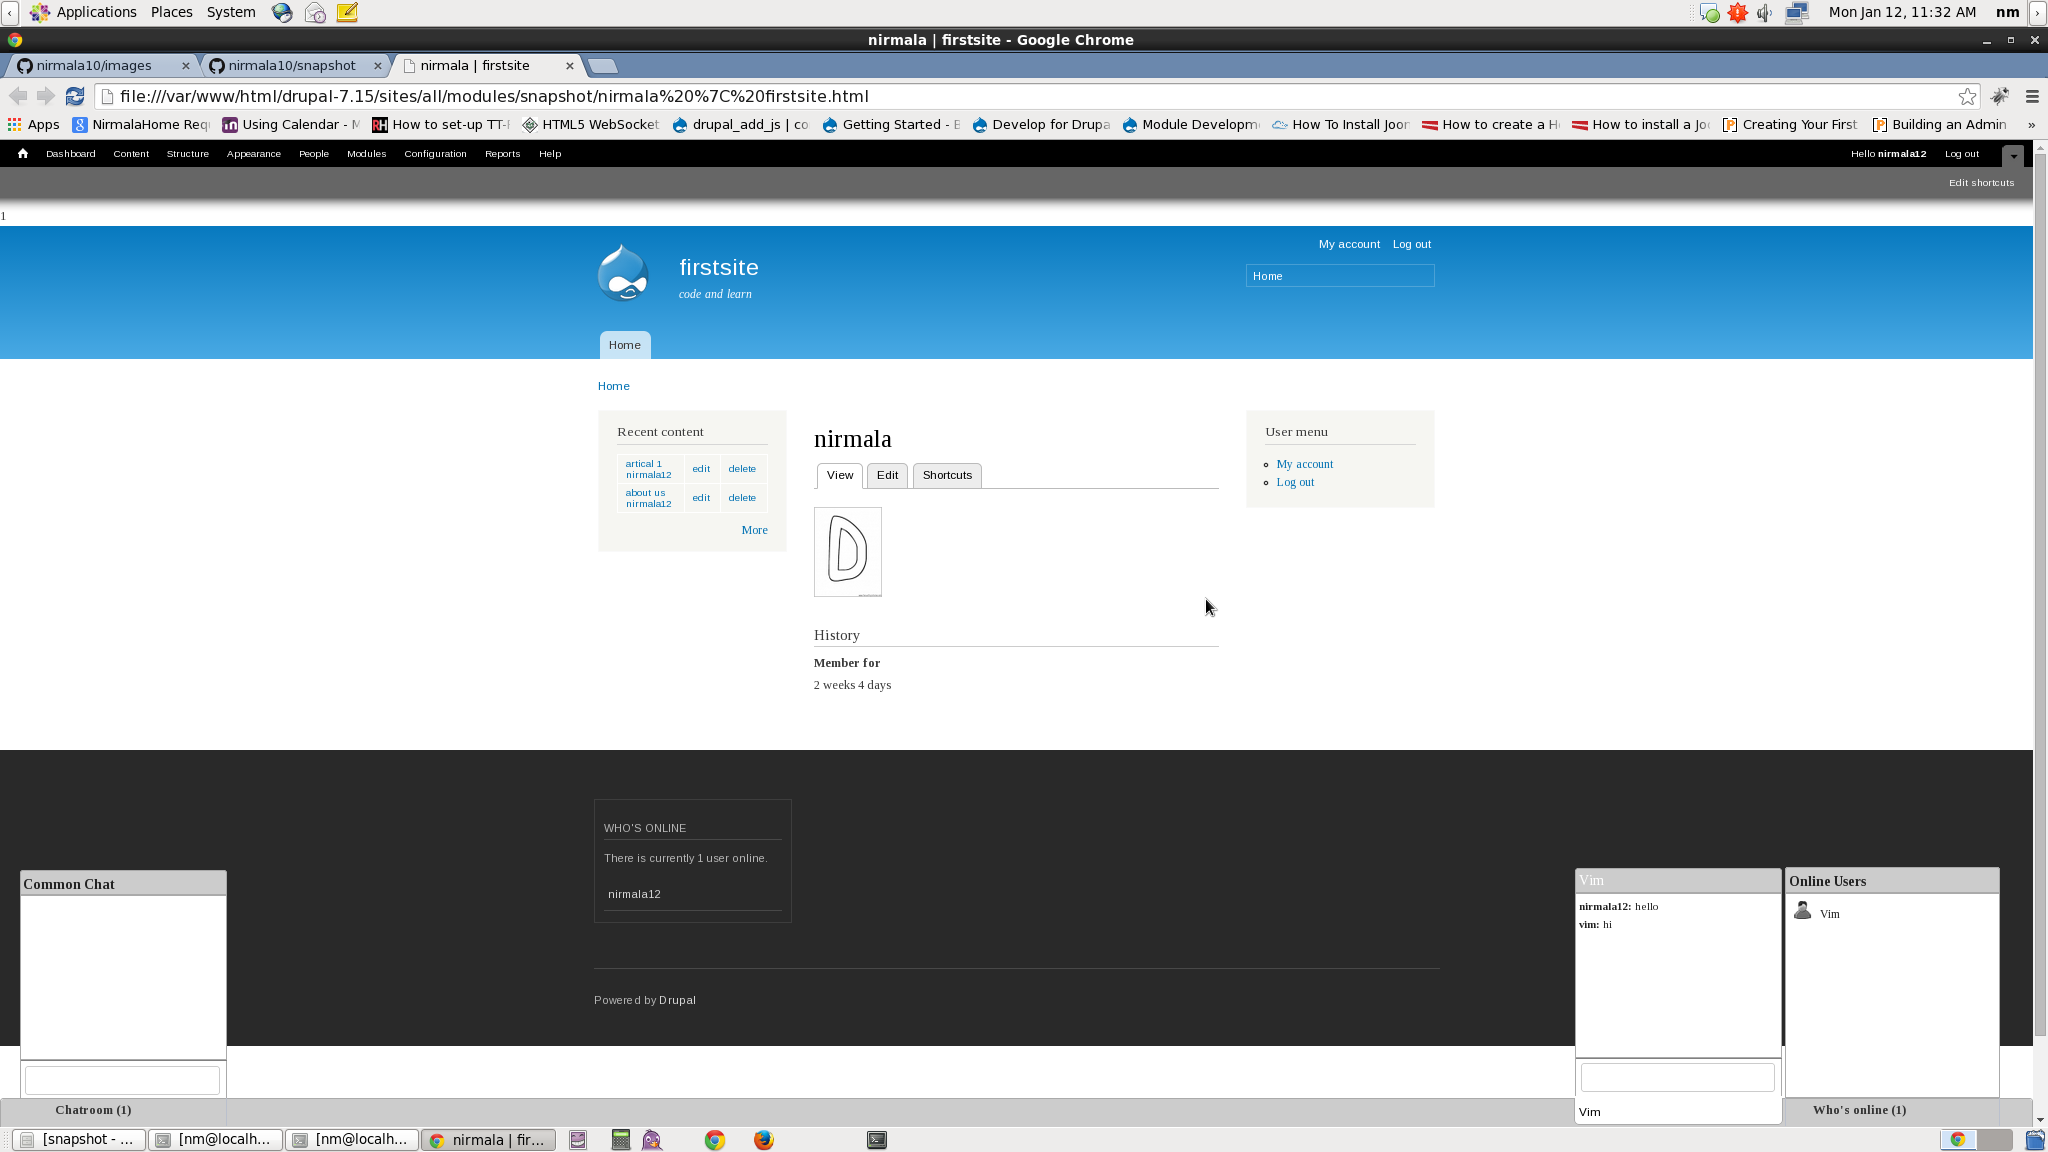 Applications Places System Mon Jan 12, 11:32 AM nm
nirmala | firstsite - Google Chrome
nirmala10/images nirmala10/snapshot nirmala | firstsite
file:///var/www/html/drupal-7.15/sites/all/modules/snapshot/nirmala%20%7C%20firstsite.html
Apps NirmalaHome Req Using Calendar - M How to set-up TT-F HTML5 WebSocket drupal_add_js | co Getting Started - B Develop for Drupa Module Developm How To Install Joon How to create a H How to install a Jo Creating Your First Building an Admin »
Dashboard Content Structure Appearance People Modules Configuration Reports Help Hello nirmala12 Log out
Edit shortcuts
1
My account Log out
firstsite
Home
code and learn
Home
Home
Recent content
artical 1 edit delete
nirmala12
about us edit delete
nirmala12
More
nirmala
View Edit Shortcuts
D
History
Member for
2 weeks 4 days
User menu
My account
Log out
WHO'S ONLINE
There is currently 1 user online.
nirmala12
Powered by Drupal
Common Chat
Chatroom (1)
Vim
nirmala12: hello
vim: hi
Vim
Online Users
Vim
Who's online (1)
[snapshot - ... [nm@localh... [nm@localh... nirmala | fir...